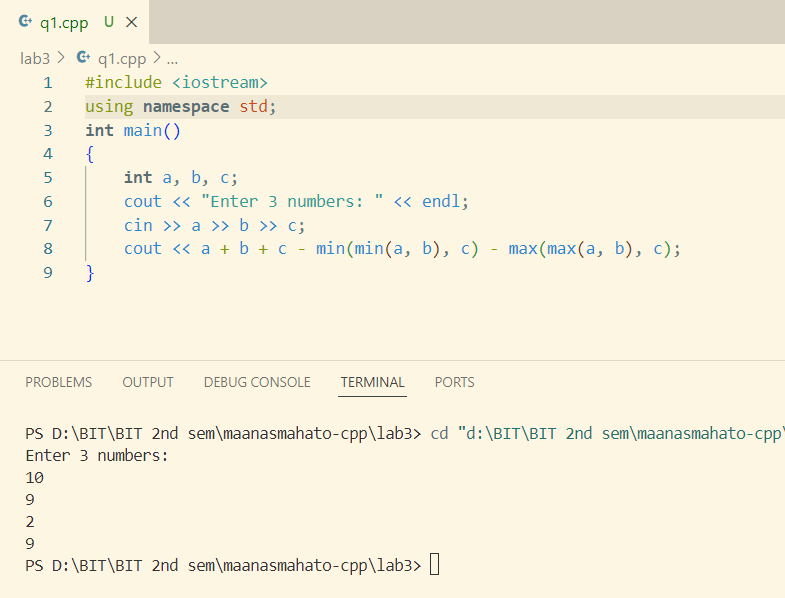 q1.cpp U
lab3 > q1.cpp > ...
1 #include <iostream>
2 using namespace std;
3 int main()
4 {
5     int a, b, c;
6     cout << "Enter 3 numbers: " << endl;
7     cin >> a >> b >> c;
8     cout << a + b + c - min(min(a, b), c) - max(max(a, b), c);
9 }
PROBLEMS OUTPUT DEBUG CONSOLE TERMINAL PORTS
PS D:\BIT\BIT 2nd sem\maanasmahato-cpp\lab3> cd "d:\BIT\BIT 2nd sem\maanasmahato-cpp\
Enter 3 numbers:
10
9
2
9
PS D:\BIT\BIT 2nd sem\maanasmahato-cpp\lab3>